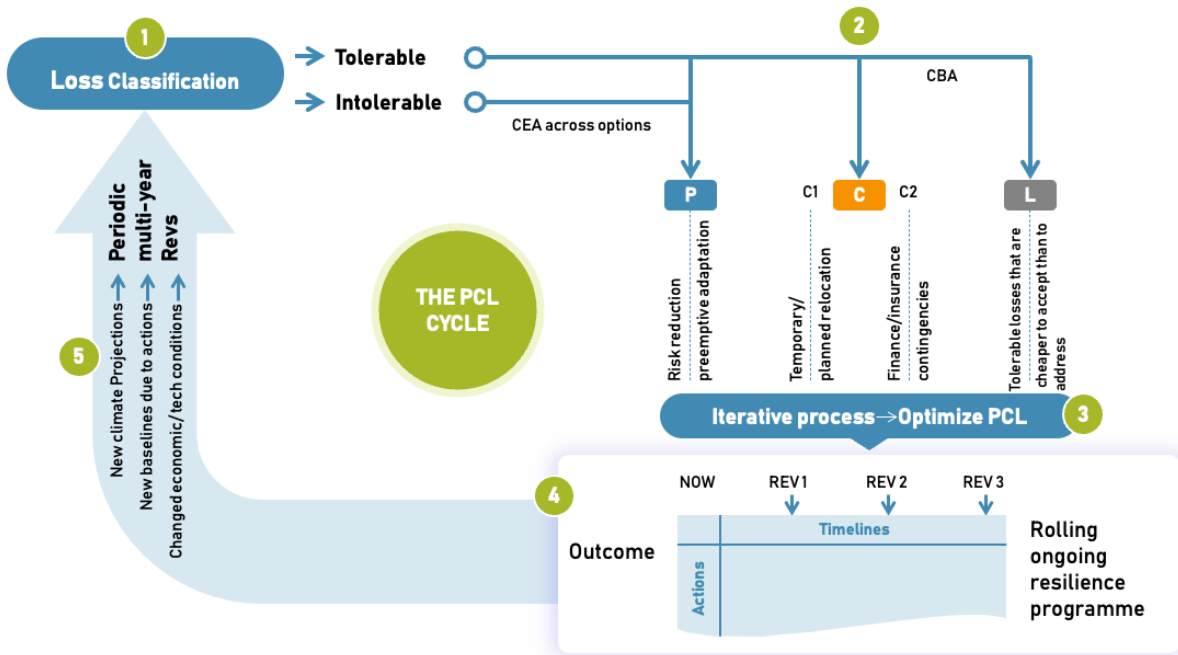 1
Loss Classification
Tolerable
Intolerable
CEA across options
2
CBA
P
C1
C
C2
L
Risk reduction
preemptive adaptation
Temporary/
planned relocation
Finance/insurance
contingencies
Tolerable losses that are
cheaper to accept than to
address
THE PCL
CYCLE
Iterative process→Optimize PCL
3
4
Outcome
NOW
REV 1
REV 2
REV 3
Timelines
Actions
Rolling
ongoing
resilience
programme
5
Periodic
multi-year
Revs
New climate Projections
New baselines due to actions
Changed economic/tech conditions